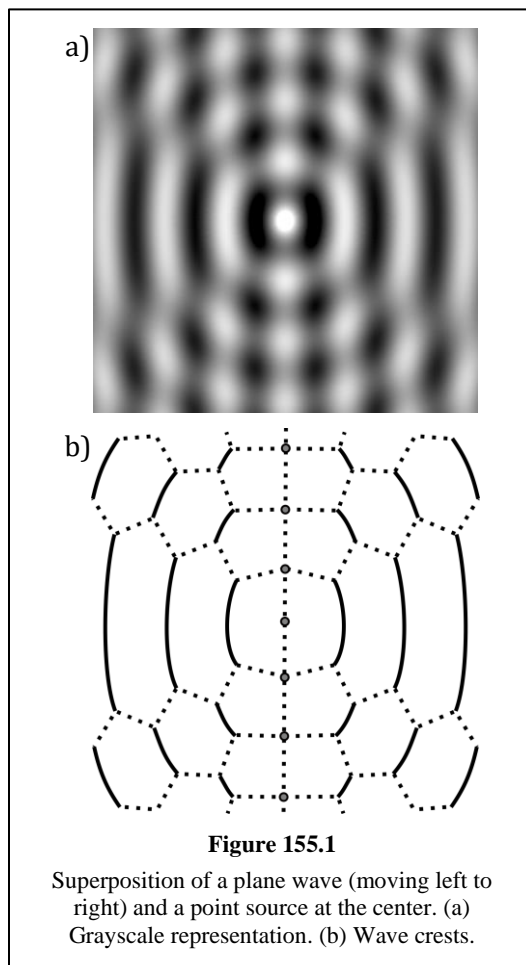 a)
b)
Figure 155.1
Superposition of a plane wave (moving left to
right) and a point source at the center. (a)
Grayscale representation. (b) Wave crests.